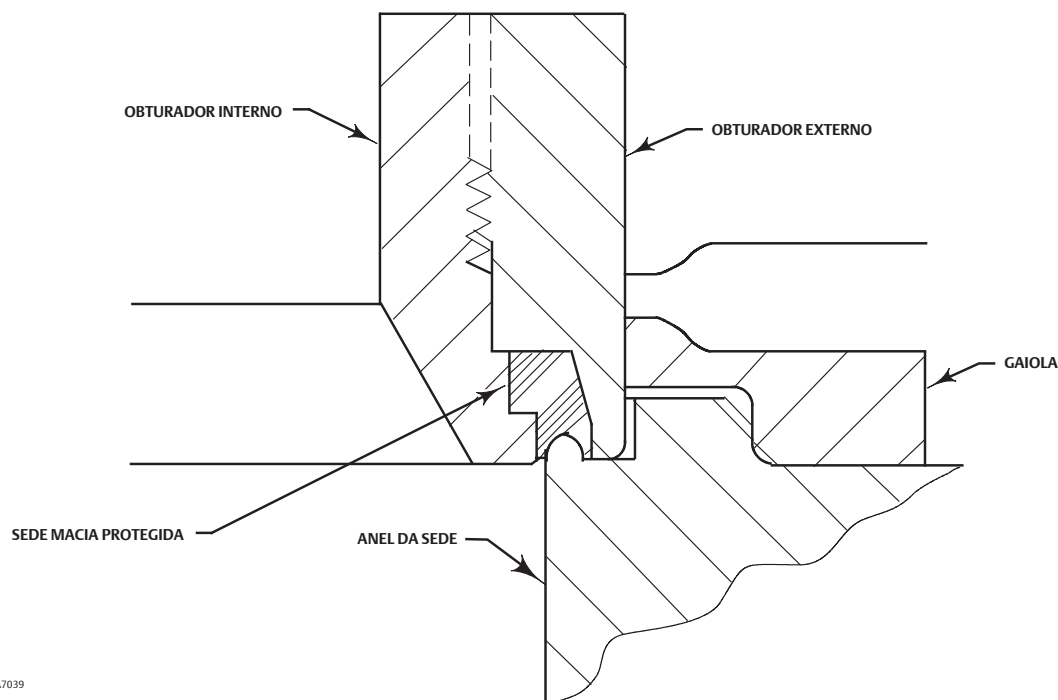 OBTURADOR INTERNO
OBTURADOR EXTERNO
GAIOLA
SEDE MACIA PROTEGIDA
ANEL DA SEDE